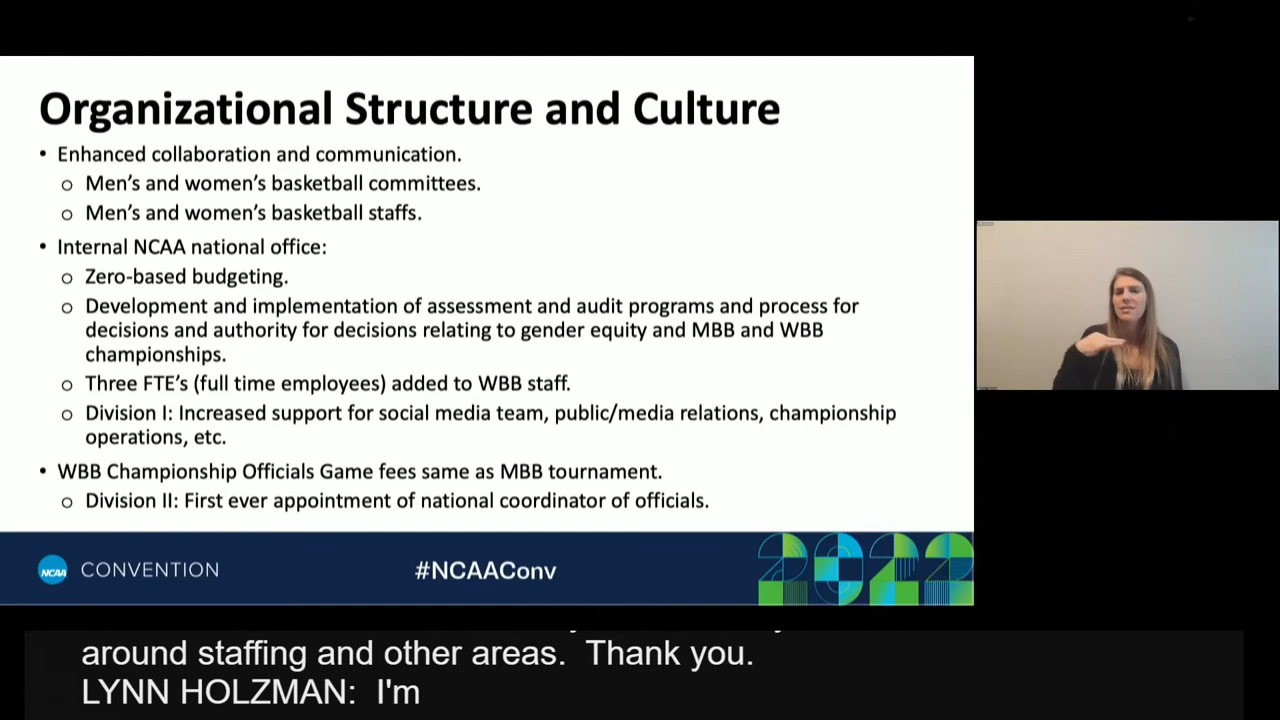 Organizational Structure and Culture
• Enhanced collaboration and communication.
o Men's and women's basketball committees.
o Men's and women's basketball staffs.
• Internal NCAA national office:
o Zero-based budgeting.
o Development and implementation of assessment and audit programs and process for
decisions and authority for decisions relating to gender equity and MBB and WBB
championships.
o Three FTE's (full time employees) added to WBB staff.
o Division I: Increased support for social media team, public/media relations, championship
operations, etc.
• WBB Championship Officials Game fees same as MBB tournament.
o Division II: First ever appointment of national coordinator of officials.
NCAA CONVENTION
#NCAAConv
2022
around staffing and other areas. Thank you.
LYNN HOLZMAN: I'm